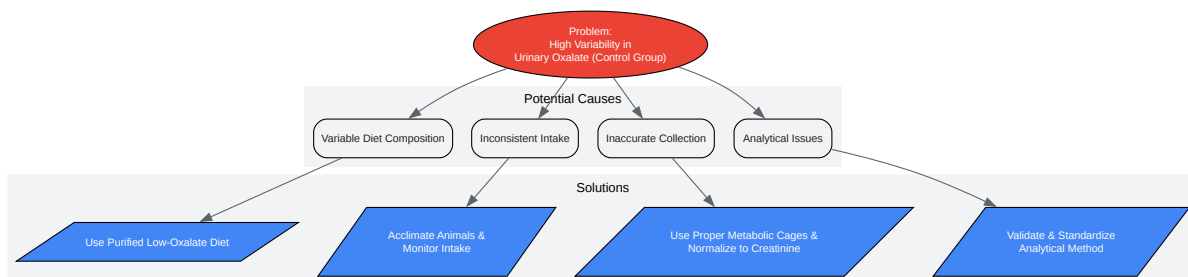 Problem:
High Variability in
Urinary Oxalate (Control Group)
Potential Causes
Variable Diet Composition
Inconsistent Intake
Inaccurate Collection
Analytical Issues
Solutions
Use Purified Low-Oxalate Diet
Acclimate Animals &
Monitor Intake
Use Proper Metabolic Cages &
Normalize to Creatinine
Validate & Standardize
Analytical Method